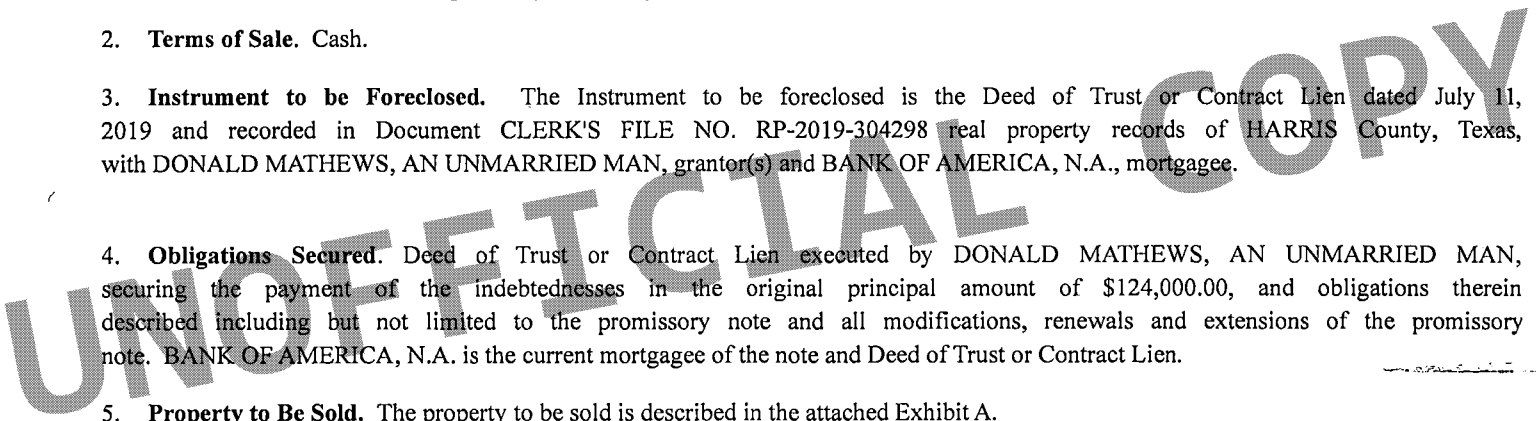 2. Terms of Sale. Cash.
3. Instrument to be Foreclosed. The Instrument to be foreclosed is the Deed of Trust or Contract Lien dated July 11,
2019 and recorded in Document CLERK'S FILE NO. RP-2019-304298 real property records of HARRIS County, Texas,
with DONALD MATHEWS, AN UNMARRIED MAN, grantor(s) and BANK OF AMERICA, N.A., mortgagee.
4. Obligations Secured. Deed of Trust or Contract Lien executed by DONALD MATHEWS, AN UNMARRIED MAN,
securing the payment of the indebtednesses in the original principal amount of $124,000.00, and obligations therein
described including but not limited to the promissory note and all modifications, renewals and extensions of the promissory
note. BANK OF AMERICA, N.A. is the current mortgagee of the note and Deed of Trust or Contract Lien.
5. Property to Be Sold. The property to be sold is described in the attached Exhibit A.
UNOFFICIAL COPY